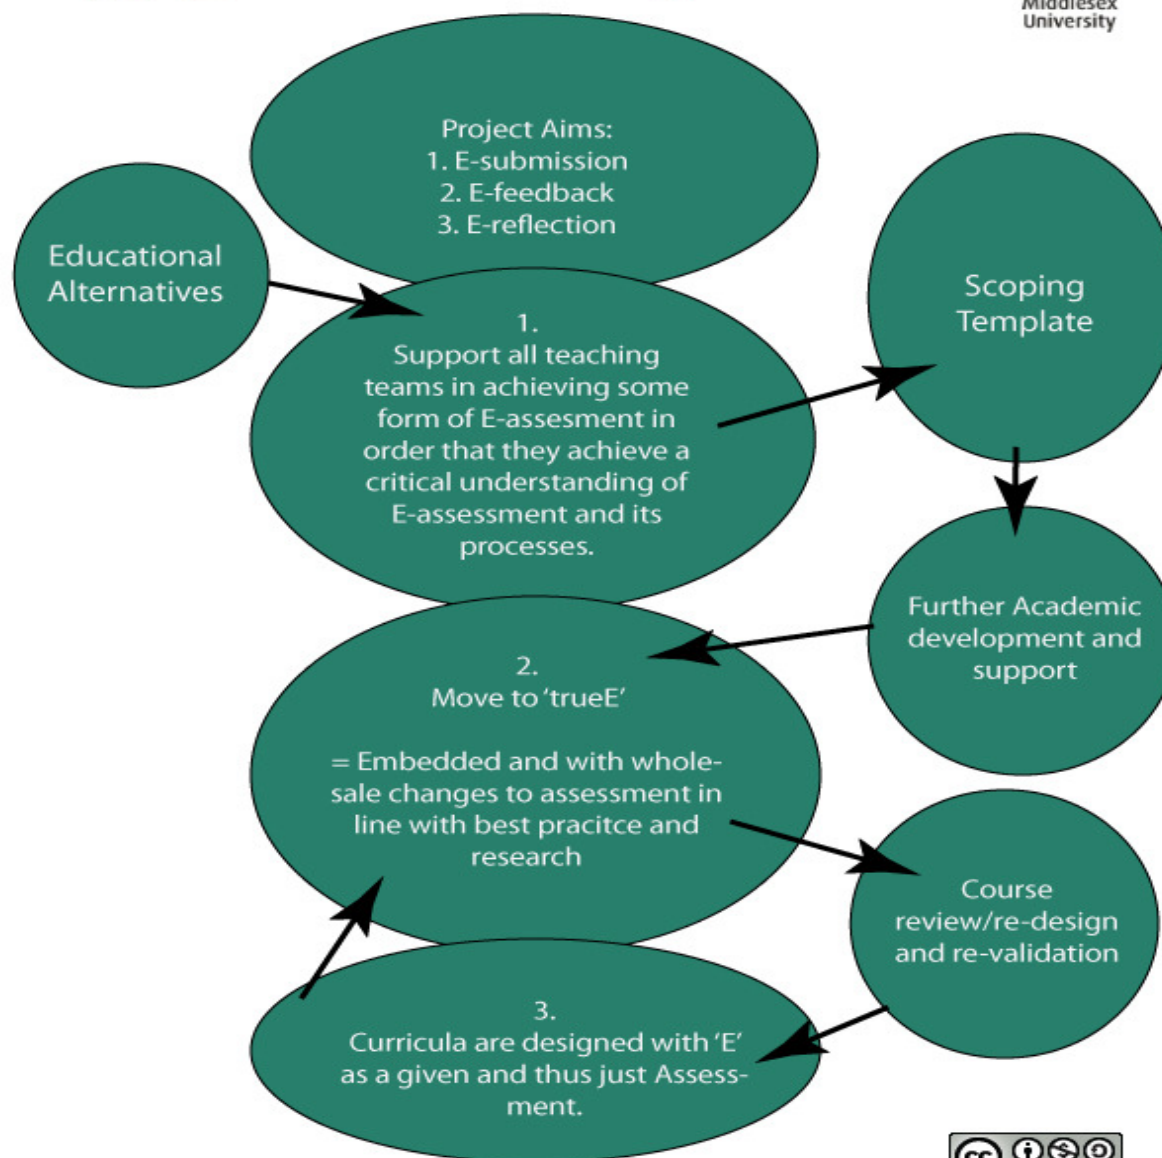 Middlesex
University
Project Aims:
1. E-submission
2. E-feedback
3. E-reflection
Educational
Alternatives
1.
Support all teaching
teams in achieving some
form of E-assesment in
order that they achieve a
critical understanding of
E-assessment and its
processes.
Scoping
Template
Further Academic
development and
support
2.
Move to ‘trueE’
= Embedded and with whole-
sale changes to assessment in
line with best pracitce and
research
Course
review/re-design
and re-validation
3.
Curricula are designed with ‘E’
as a given and thus just Assess-
ment.
cc